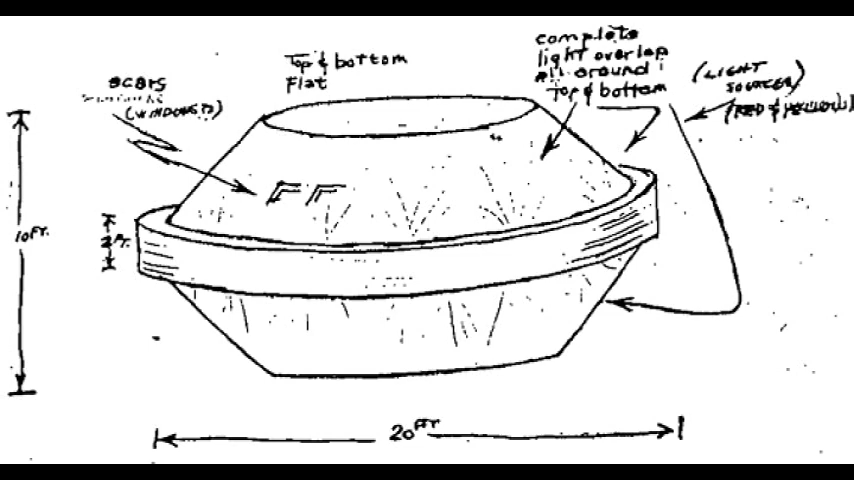 Top & bottom
Flat
complete
light overlap
all around
Top & bottom
(LIGHT
SOURCES)
(RED & YELLOW)
scars
(WINDOWS?)
10 FT.
2 FT.
20 FT